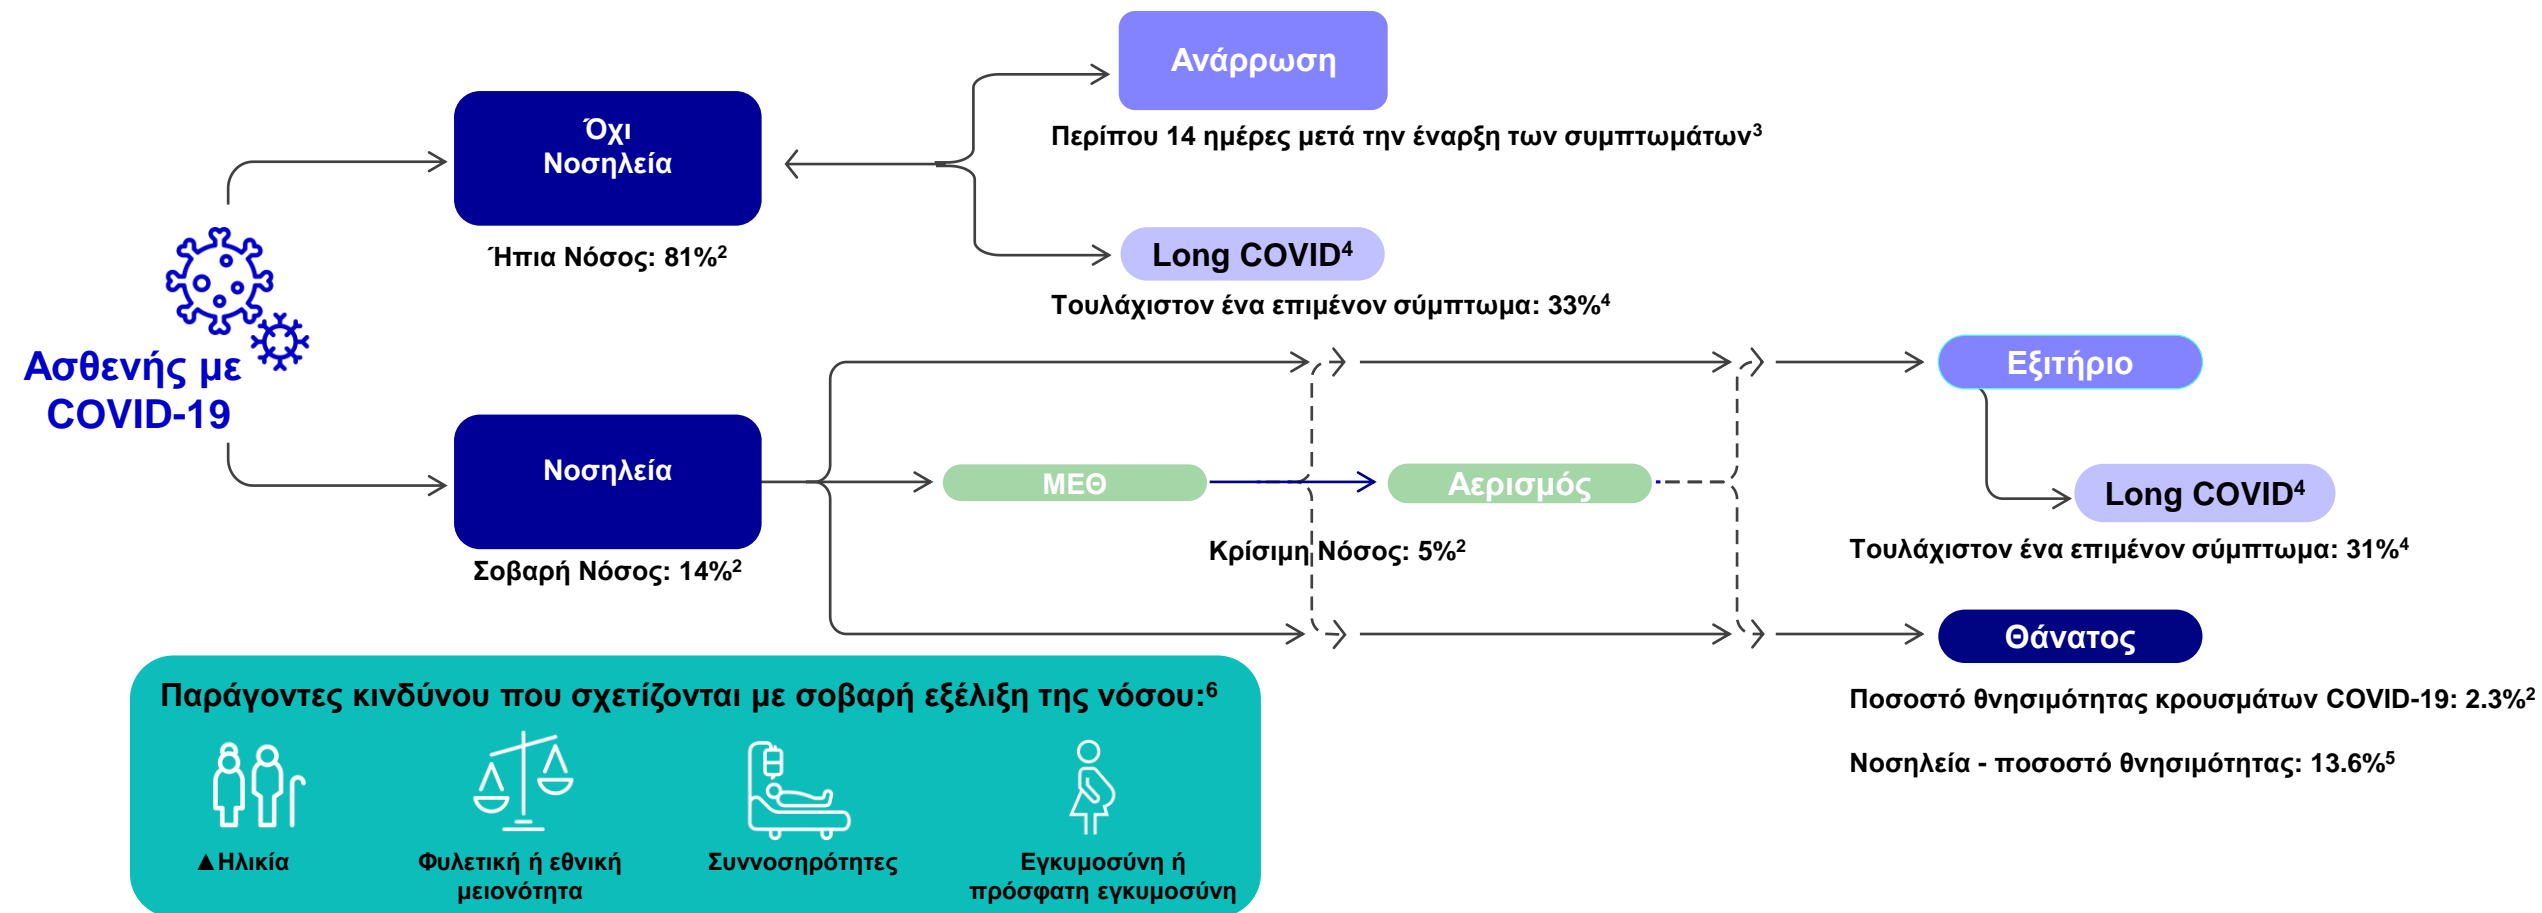 Ανάρρωση
Περίπου 14 ημέρες μετά την έναρξη των συμπτωμάτων³
Όχι
Νοσηλεία
Ήπια Νόσος: 81%²
Long COVID⁴
Τουλάχιστον ένα επιμένον σύμπτωμα: 33%⁴
Ασθενής με
COVID-19
Νοσηλεία
Σοβαρή Νόσος: 14%²
ΜΕΘ
Αερισμός
Κρίσιμη Νόσος: 5%²
Εξιτήριο
Long COVID⁴
Τουλάχιστον ένα επιμένον σύμπτωμα: 31%⁴
Θάνατος
Ποσοστό θνησιμότητας κρουσμάτων COVID-19: 2.3%²
Νοσηλεία - ποσοστό θνησιμότητας: 13.6%⁵
Παράγοντες κινδύνου που σχετίζονται με σοβαρή εξέλιξη της νόσου:⁶
▲Ηλικία
Φυλετική ή εθνική
μειονότητα
Συννοσηρότητες
Εγκυμοσύνη ή
πρόσφατη εγκυμοσύνη